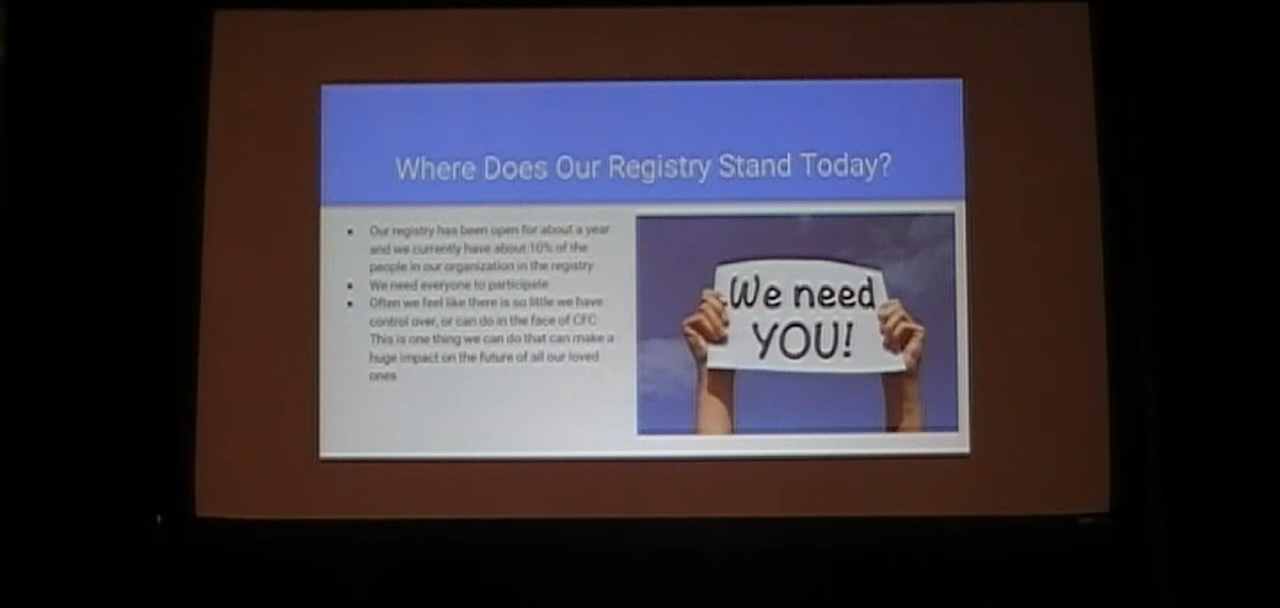 Where Does Our Registry Stand Today?
Our registry has been open for about a year
and we currently have about 10% of the
people in our organization in the registry
We need everyone to participate
Often we feel like there is so little we have
control over, or can do in the face of CFC
This is one thing we can do that can make a
huge impact on the future of all our loved
ones
We need
YOU!